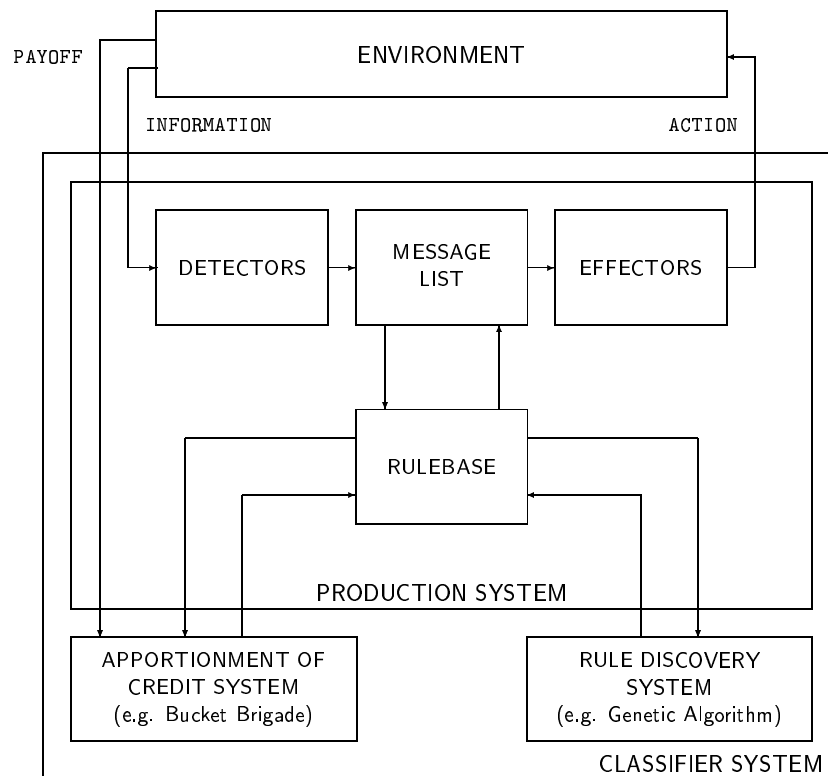 ENVIRONMENT
PAYOFF
INFORMATION
ACTION
DETECTORS
MESSAGE
LIST
EFFECTORS
RULEBASE
PRODUCTION SYSTEM
APPORTIONMENT OF
CREDIT SYSTEM
(e.g. Bucket Brigade)
RULE DISCOVERY
SYSTEM
(e.g. Genetic Algorithm)
CLASSIFIER SYSTEM